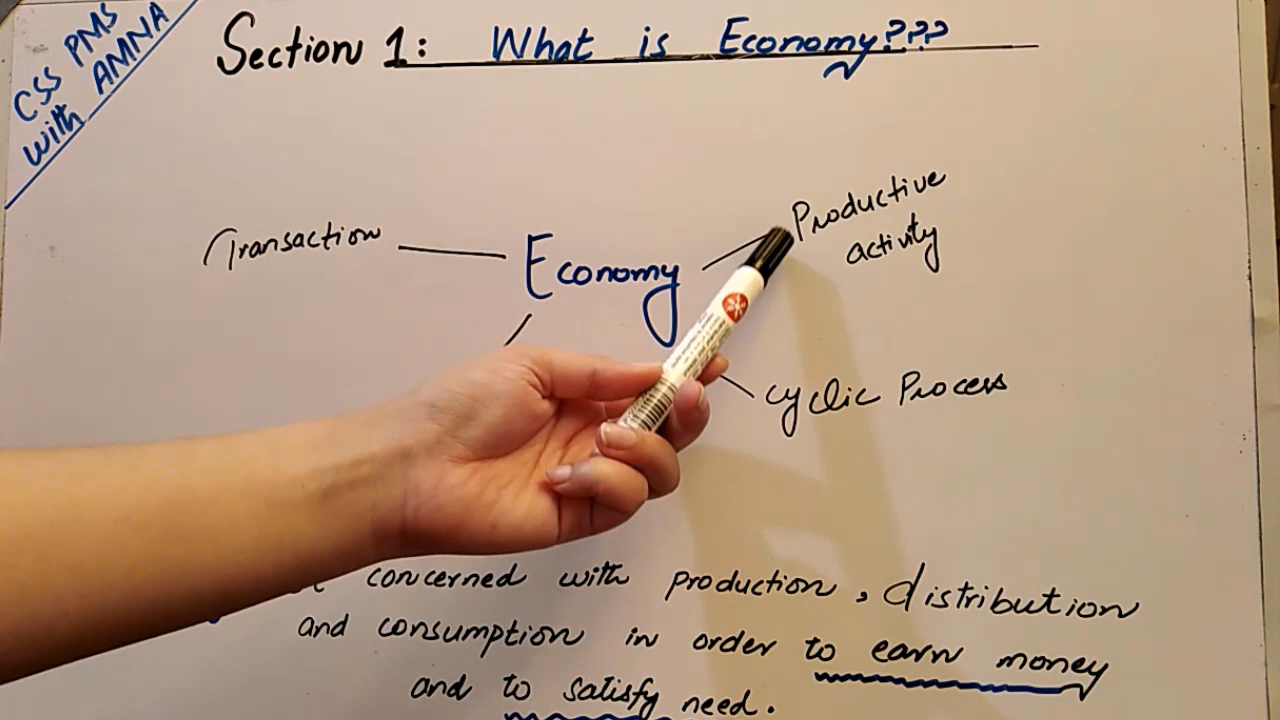 CSS PMS
with AMNA
Section 1: What is Economy???
Transaction
Economy
Productive
activity
cyclic Process
concerned with production, distribution
and consumption in order to earn money
and to satisfy need.